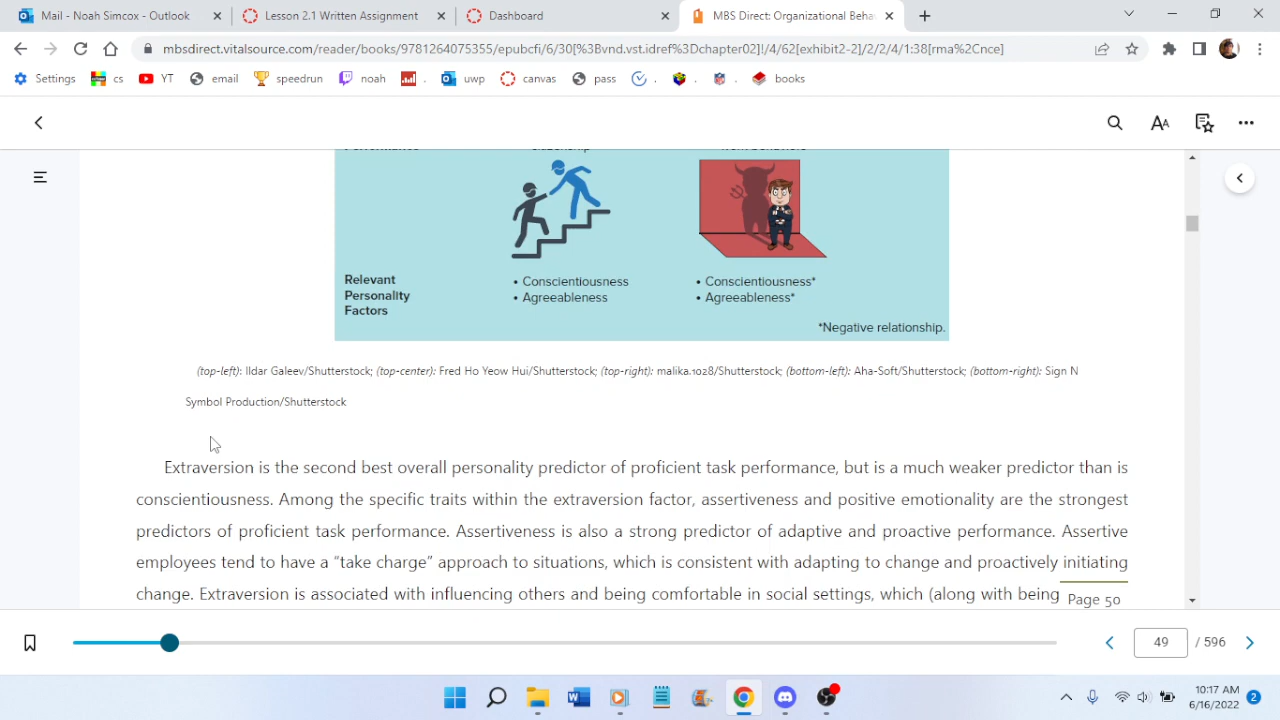 Mail - Noah Simcox - Outlook
Lesson 2.1 Written Assignment
Dashboard
MBS Direct: Organizational Beha
mbsdirect.vitalsource.com/reader/books/9781264075355/epubcfi/6/30[%3Bvnd.vst.idref%3Dchapter02]!/4/62[exhibit2-2]/2/2/4/1:38[rma%2Cnce]
Settings cs YT email speedrun noah . uwp canvas pass . . . books
Relevant
Personality
Factors
• Conscientiousness
• Agreeableness
• Conscientiousness*
• Agreeableness*
*Negative relationship.
(top-left): Ildar Galeev/Shutterstock; (top-center): Fred Ho Yeow Hui/Shutterstock; (top-right): malika.1028/Shutterstock; (bottom-left): Aha-Soft/Shutterstock; (bottom-right): Sign N
Symbol Production/Shutterstock
Extraversion is the second best overall personality predictor of proficient task performance, but is a much weaker predictor than is
conscientiousness. Among the specific traits within the extraversion factor, assertiveness and positive emotionality are the strongest
predictors of proficient task performance. Assertiveness is also a strong predictor of adaptive and proactive performance. Assertive
employees tend to have a “take charge” approach to situations, which is consistent with adapting to change and proactively initiating
change. Extraversion is associated with influencing others and being comfortable in social settings, which (along with being
Page 50
49 / 596
10:17 AM
6/16/2022
2